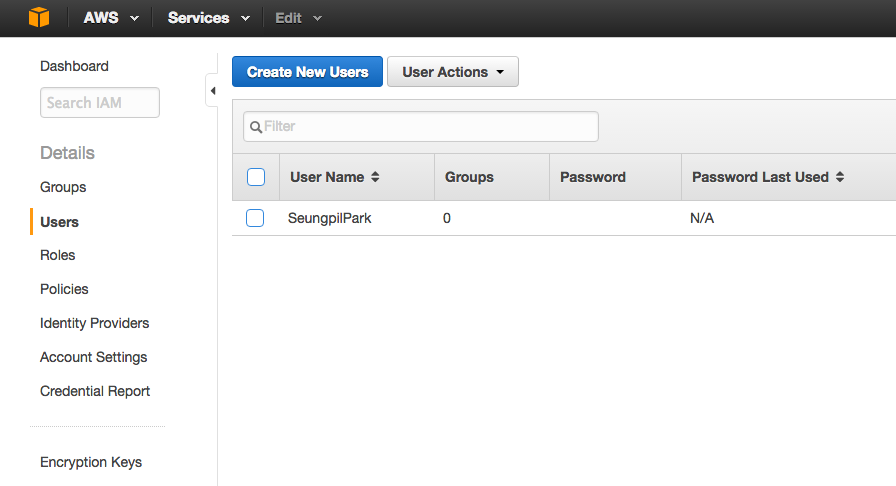 AWS Services Edit
Dashboard
Search IAM
Details
Groups
Users
Roles
Policies
Identity Providers
Account Settings
Credential Report
Encryption Keys
Create New Users User Actions
Filter
User Name Groups Password Password Last Used
SeungpilPark 0 N/A